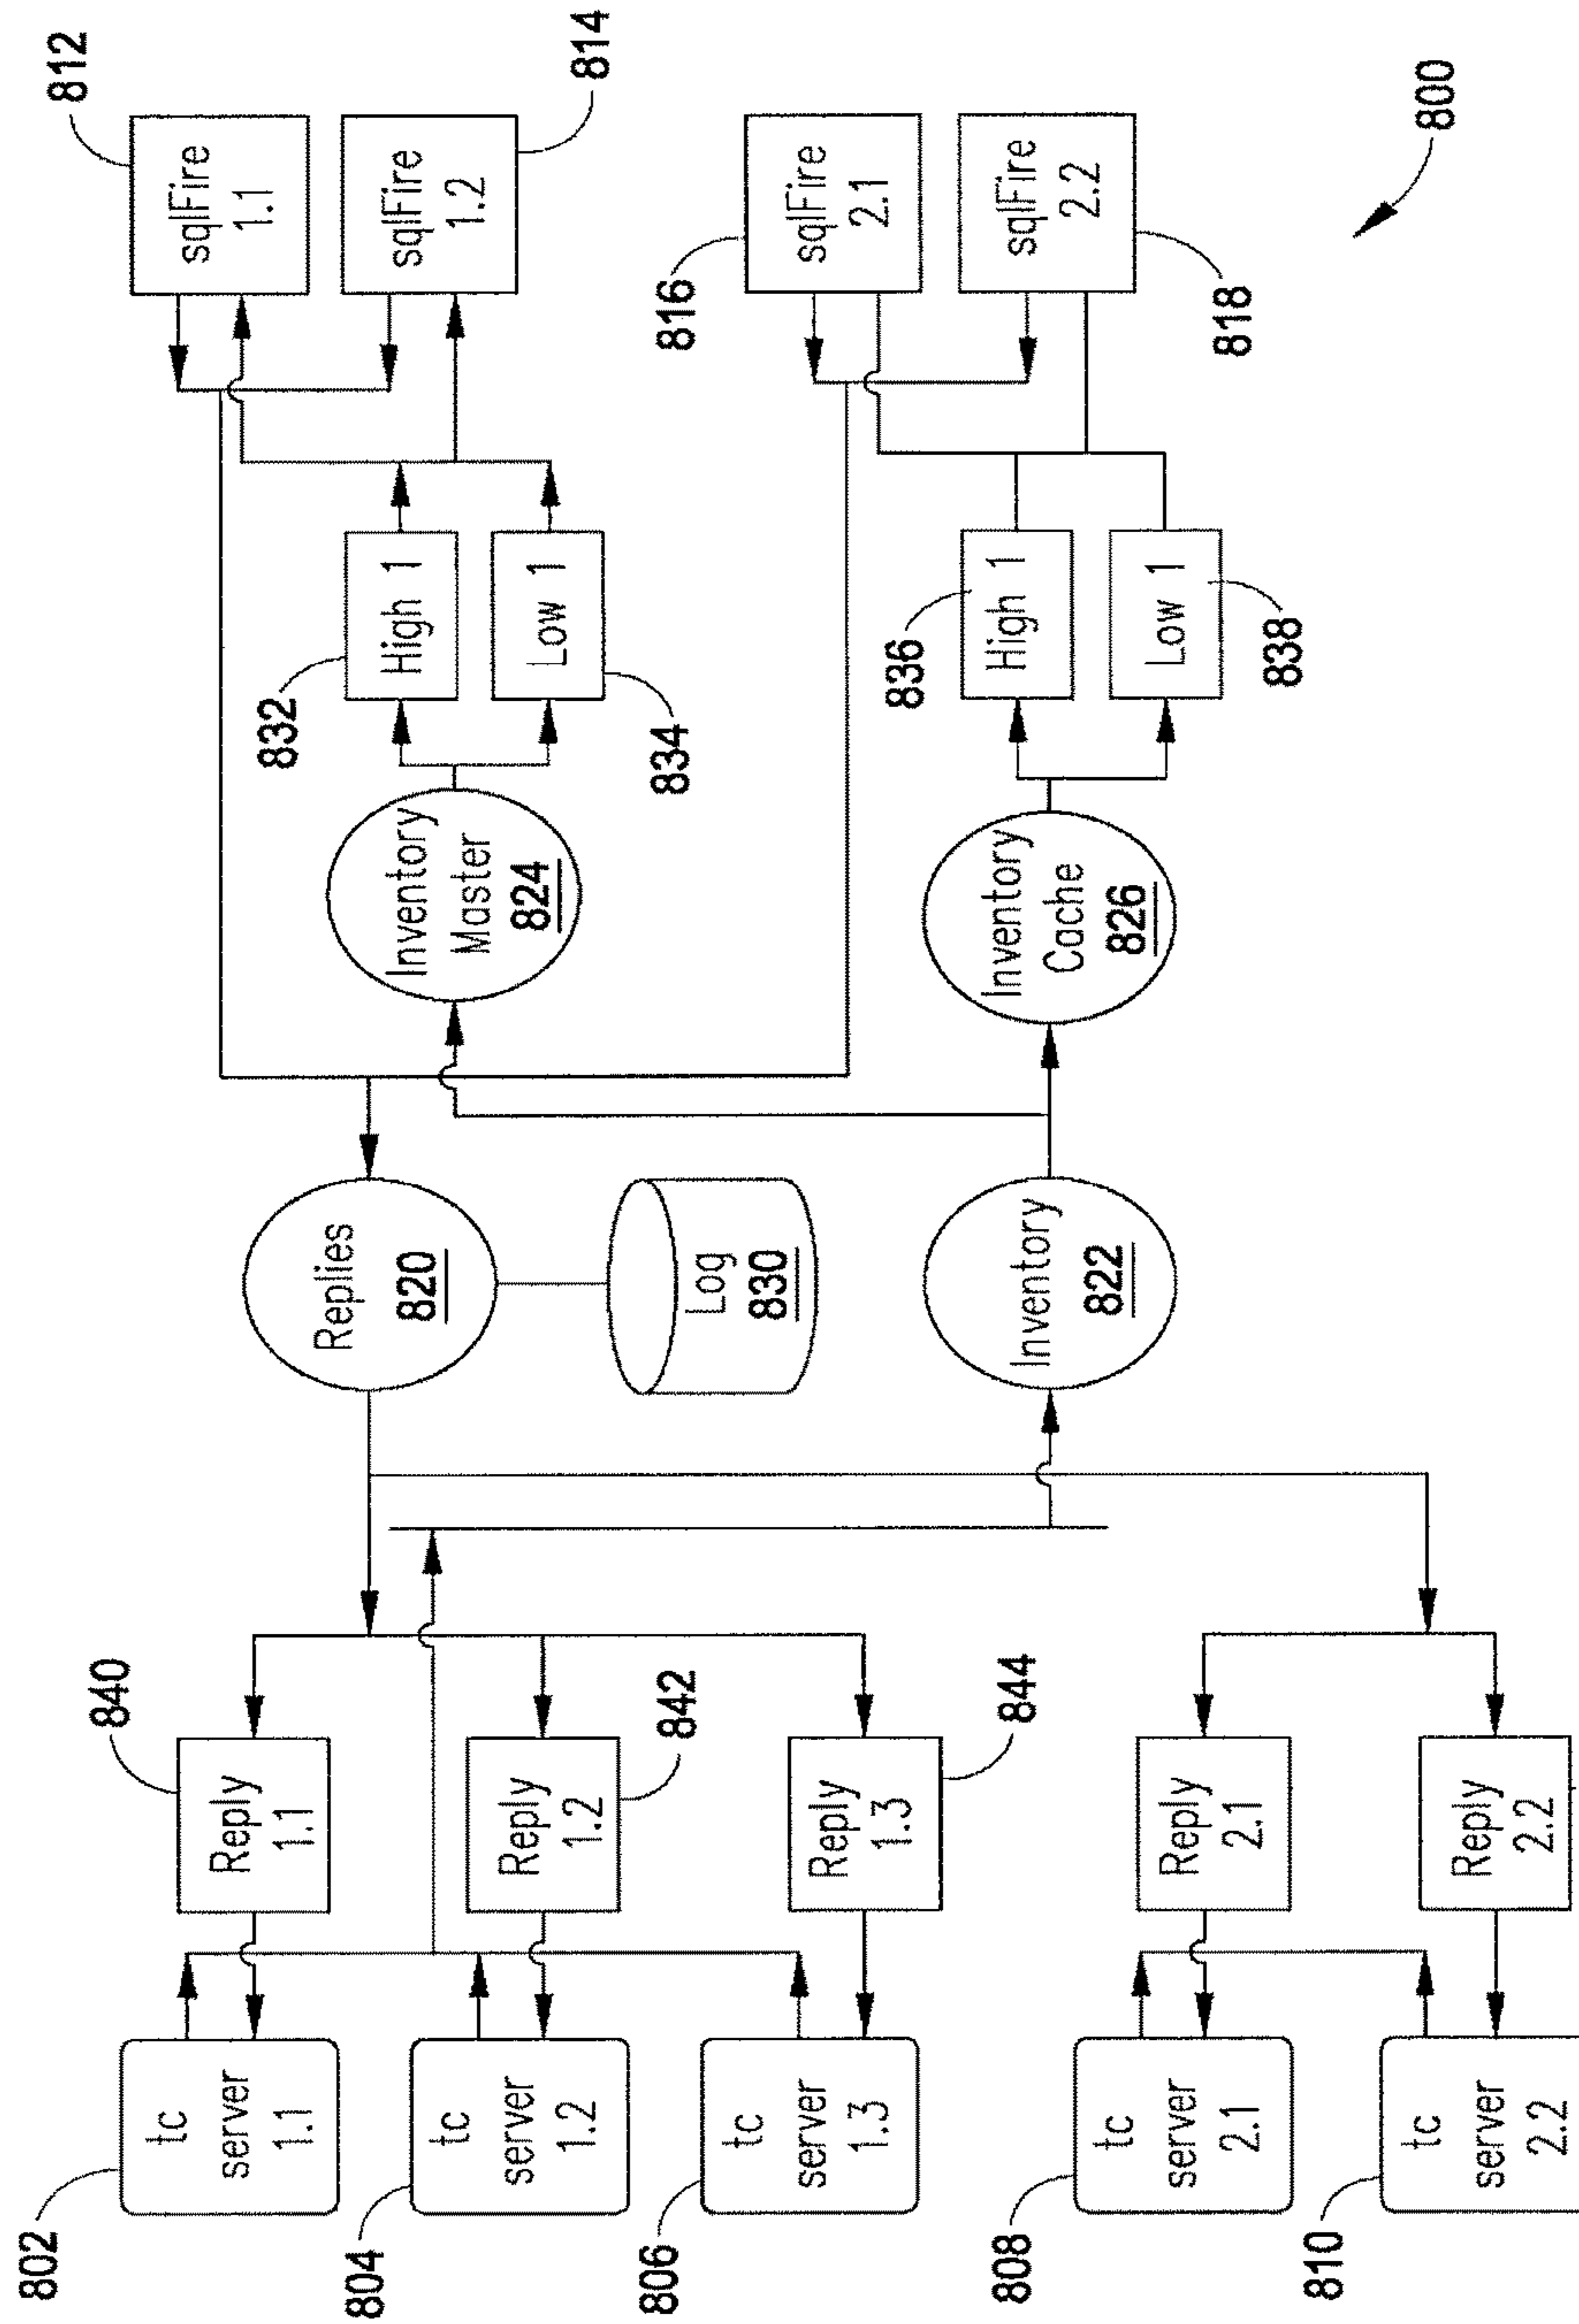 802
tc
server
1.1
804
tc
server
1.2
806
tc
server
1.3
808
tc
server
2.1
810
tc
server
2.2
840
Reply
1.1
842
Reply
1.2
844
Reply
1.3
Reply
2.1
Reply
2.2
Replies
820
Log
830
Inventory
822
Inventory
Master
824
Inventory
Cache
826
832
High 1
834
Low 1
836
High 1
838
Low 1
812
sqlFire
1.1
814
sqlFire
1.2
816
sqlFire
2.1
818
sqlFire
2.2
800